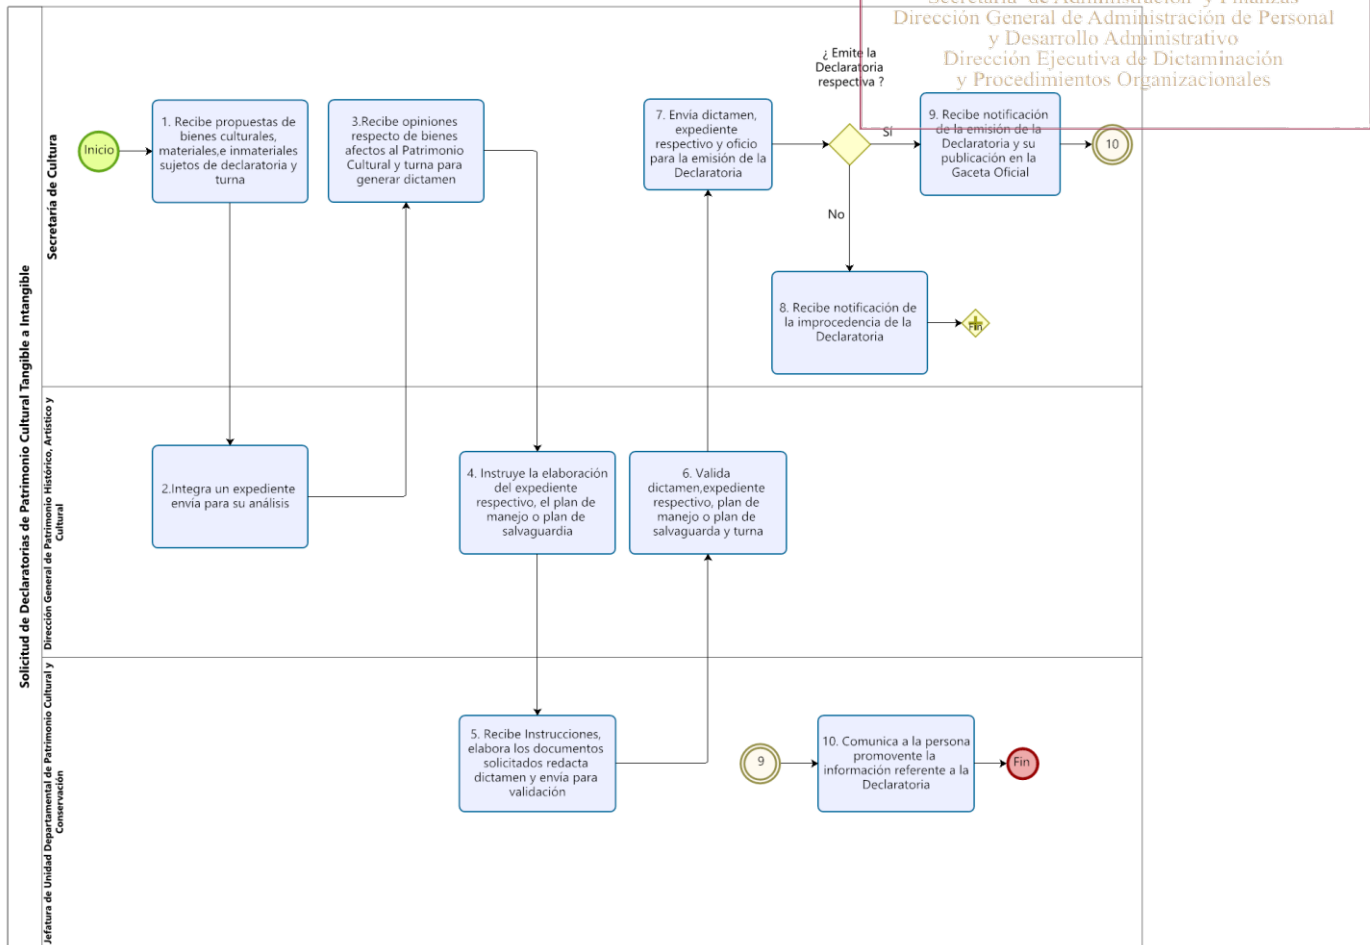 Secretaría de Administración y Finanzas
Dirección General de Administración de Personal
y Desarrollo Administrativo
Dirección Ejecutiva de Dictaminación
y Procedimientos Organizacionales
Solicitud de Declaratorias de Patrimonio Cultural Tangible a Intangible
Secretaría de Cultura
Inicio
1. Recibe propuestas de
bienes culturales,
materiales,e inmateriales
sujetos de declaratoria y
turna
3.Recibe opiniones
respecto de bienes
afectos al Patrimonio
Cultural y turna para
generar dictamen
7. Envía dictamen,
expediente
respectivo y oficio
para la emisión de la
Declaratoria
¿ Emite la
Declaratoria
respectiva ?
Sí
9. Recibe notificación
de la emisión de la
Declaratoria y su
publicación en la
Gaceta Oficial
10
No
8. Recibe notificación de
la improcedencia de la
Declaratoria
Fin
Dirección General de Patrimonio Histórico, Artístico y
Cultural
2.Integra un expediente
envía para su análisis
4. Instruye la elaboración
del expediente
respectivo, el plan de
manejo o plan de
salvaguardia
6. Valida
dictamen,expediente
respectivo, plan de
manejo o plan de
salvaguarda y turna
Jefatura de Unidad Departamental de Patrimonio Cultural y
Conservación
5. Recibe Instrucciones,
elabora los documentos
solicitados redacta
dictamen y envía para
validación
9
10. Comunica a la persona
promovente la
información referente a la
Declaratoria
Fin